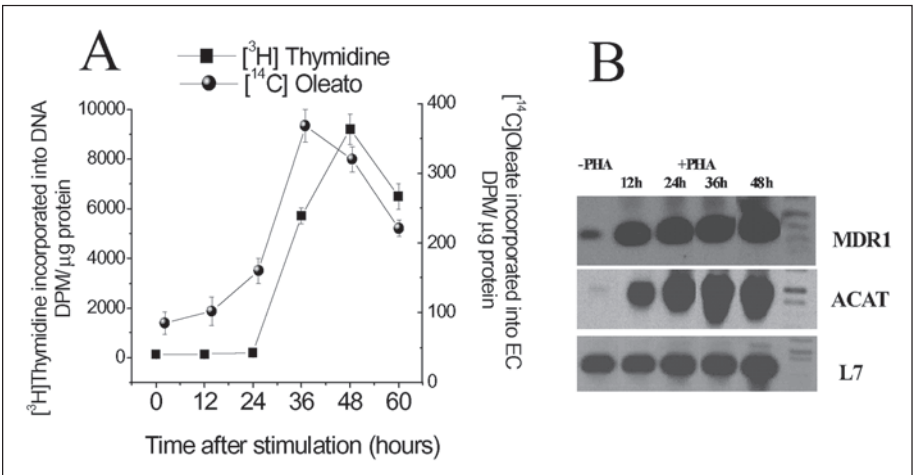 A
[³H] Thymidine
[¹⁴C] Oleato
[³H]Thymidine incorporated into DNA
DPM/ μg protein
10000
8000
6000
4000
2000
0
400
300
200
100
0
[¹⁴C]Oleate incorporated into EC
DPM/ μg protein
0 12 24 36 48 60
Time after stimulation (hours)
B
-PHA +PHA
12h 24h 36h 48h
MDR1
ACAT
L7